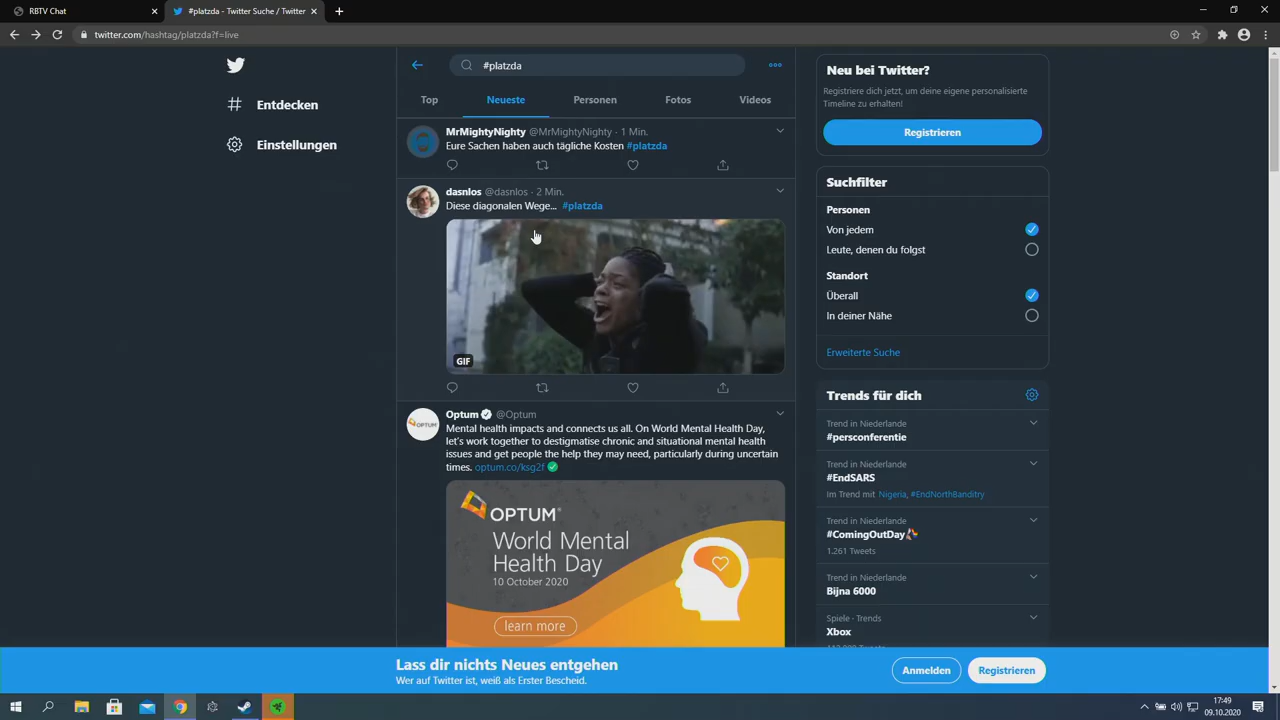 RBTV Chat
#platzda - Twitter Suche / Twitter
twitter.com/hashtag/platzda?f=live
#platzda
Top
Neueste
Personen
Fotos
Videos
Entdecken
Einstellungen
MrMightyNighty @MrMightyNighty · 1 Min.
Eure Sachen haben auch tägliche Kosten #platzda
dasnlos @dasnlos · 2 Min.
Diese diagonalen Wege... #platzda
GIF
Optum @Optum
Mental health impacts and connects us all. On World Mental Health Day,
let's work together to destigmatise chronic and situational mental health
issues and get people the help they may need, particularly during uncertain
times. optum.co/ksg2f
OPTUM®
World Mental
Health Day
10 October 2020
learn more
Neu bei Twitter?
Registriere dich jetzt, um deine eigene personalisierte
Timeline zu erhalten!
Registrieren
Suchfilter
Personen
Von jedem
Leute, denen du folgst
Standort
Überall
In deiner Nähe
Erweiterte Suche
Trends für dich
Trend in Niederlande
#persconferentie
Trend in Niederlande
#EndSARS
Im Trend mit Nigeria, #EndNorthBanditry
Trend in Niederlande
#ComingOutDay
1.261 Tweets
Trend in Niederlande
Bijna 6000
Spiele · Trends
Xbox
Lass dir nichts Neues entgehen
Wer auf Twitter ist, weiß als Erster Bescheid.
Anmelden
Registrieren
17:49
09.10.2020